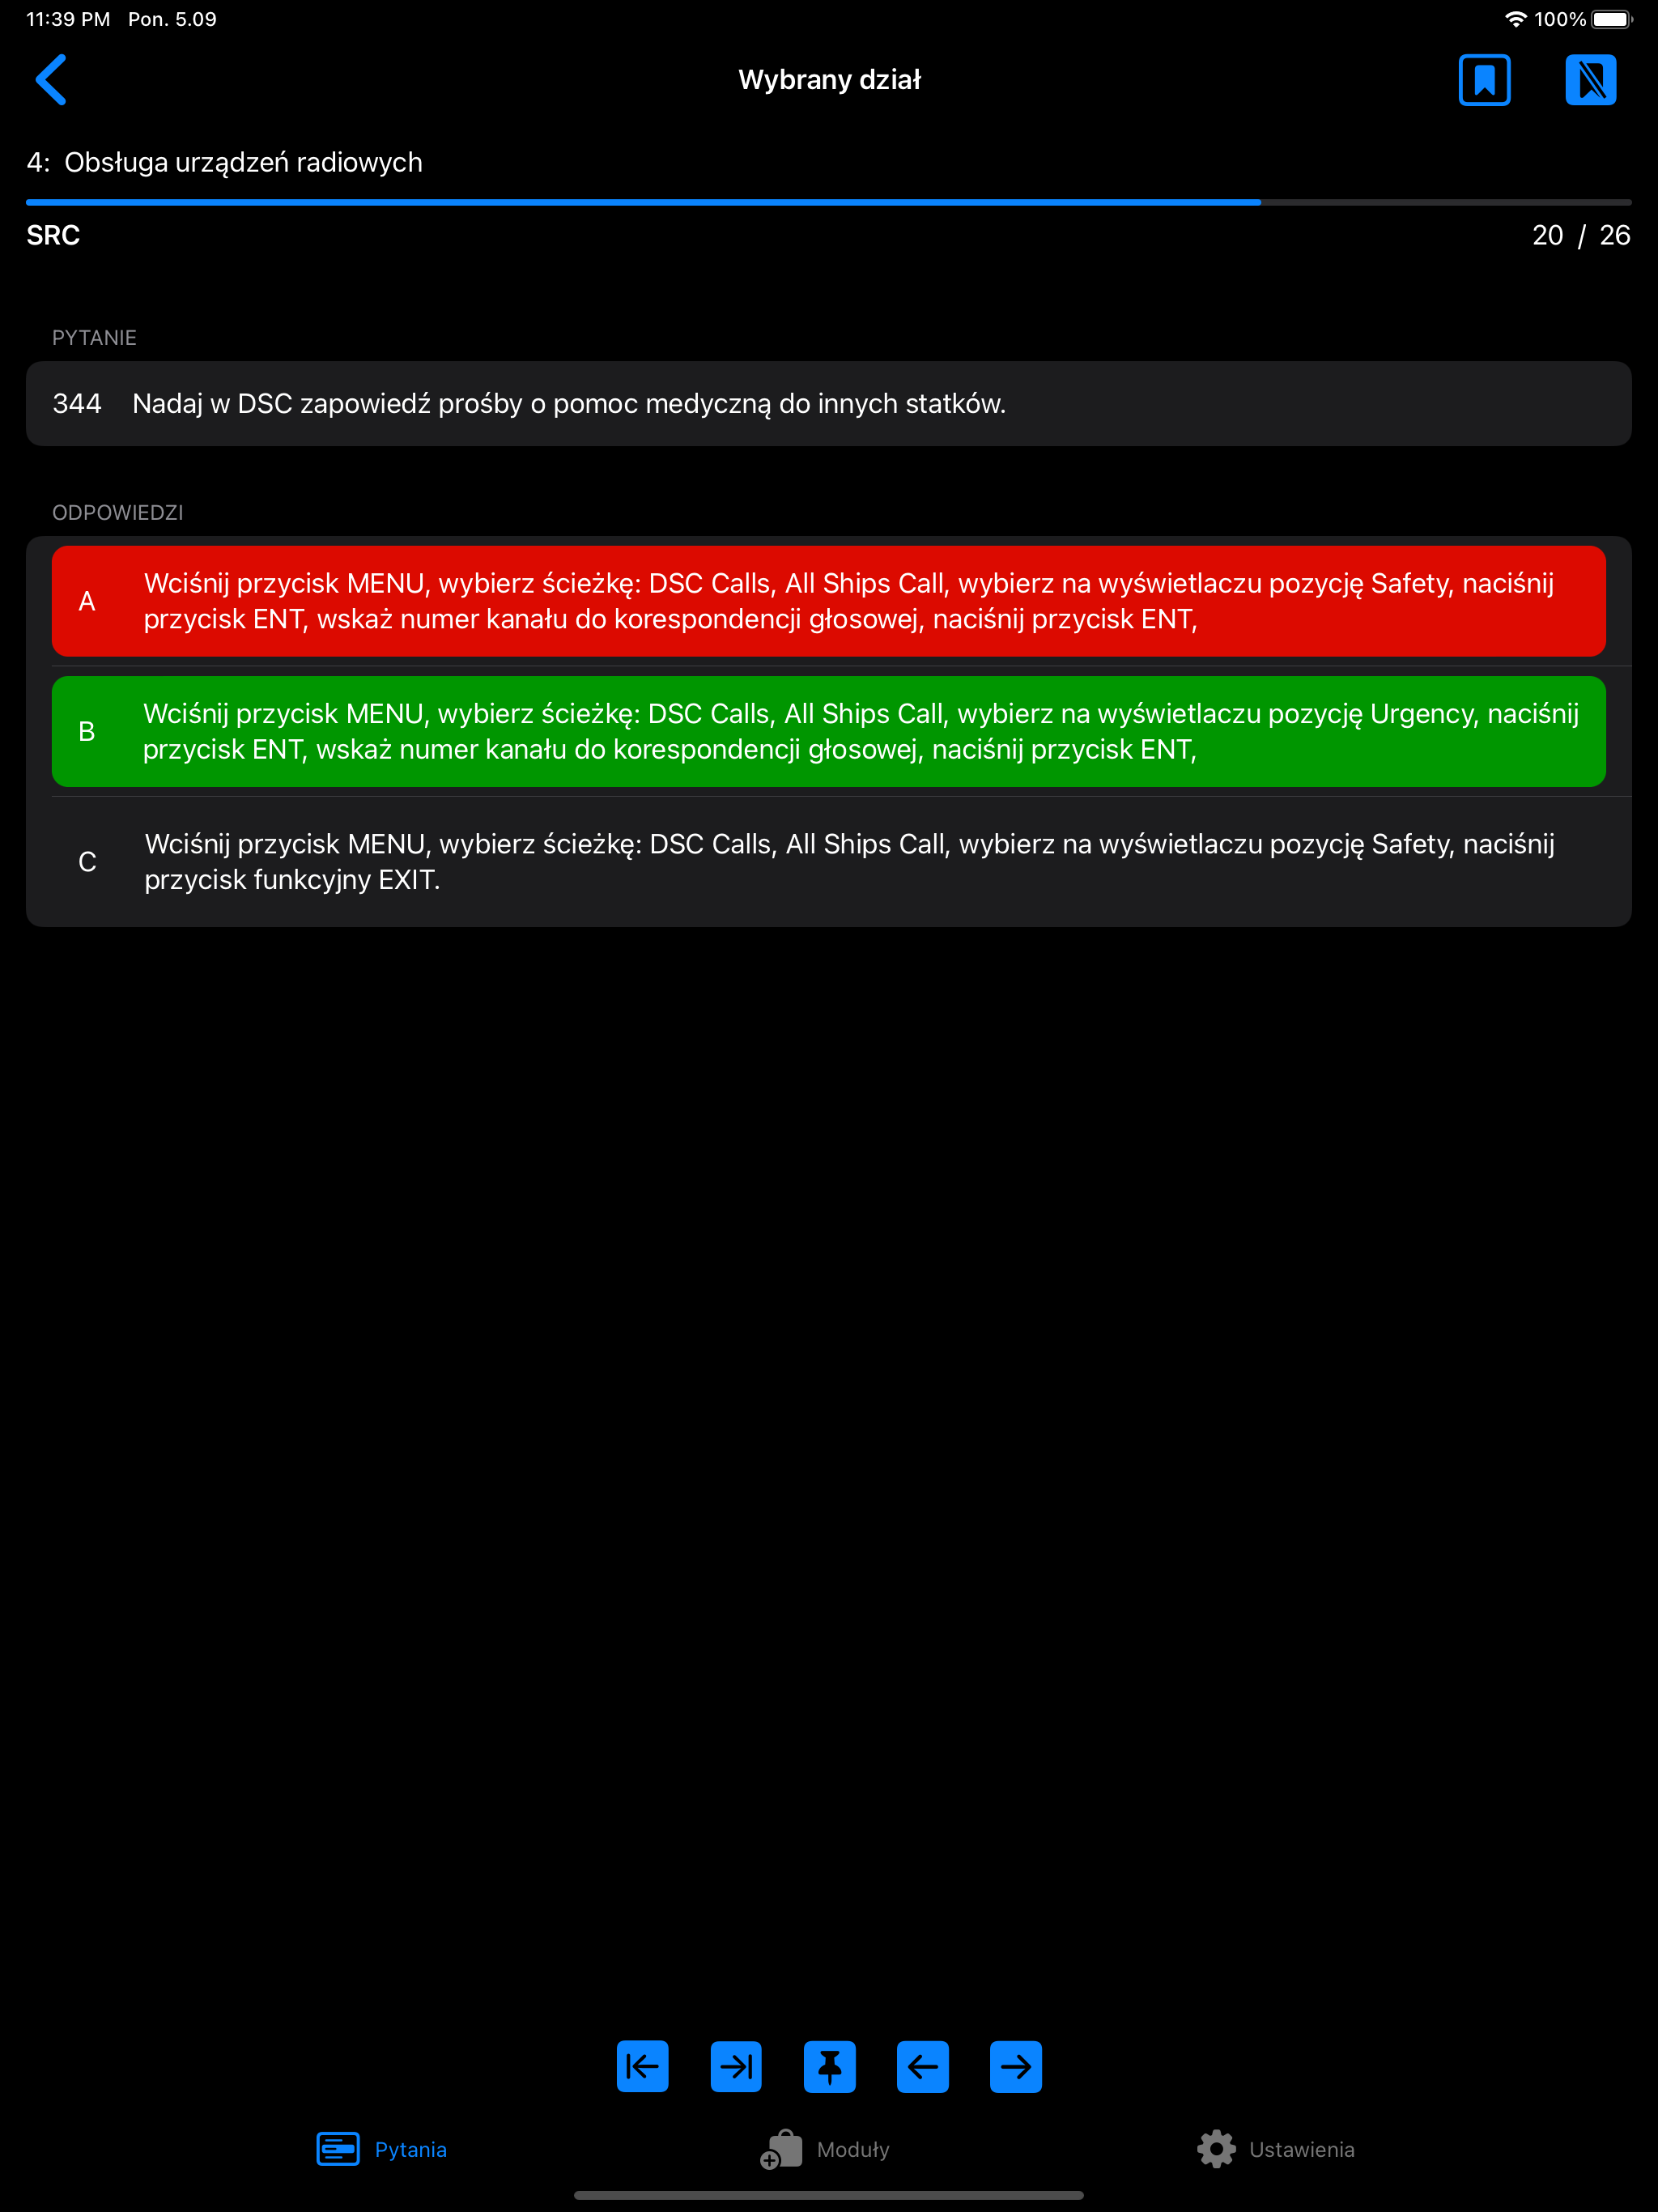 11:39 PM Pon. 5.09 100%
Wybrany dział
4: Obsługa urządzeń radiowych
SRC 20 / 26
PYTANIE
344 Nadaj w DSC zapowiedź prośby o pomoc medyczną do innych statków.
ODPOWIEDZI
A Wciśnij przycisk MENU, wybierz ścieżkę: DSC Calls, All Ships Call, wybierz na wyświetlaczu pozycję Safety, naciśnij
przycisk ENT, wskaż numer kanału do korespondencji głosowej, naciśnij przycisk ENT,
B Wciśnij przycisk MENU, wybierz ścieżkę: DSC Calls, All Ships Call, wybierz na wyświetlaczu pozycję Urgency, naciśnij
przycisk ENT, wskaż numer kanału do korespondencji głosowej, naciśnij przycisk ENT,
C Wciśnij przycisk MENU, wybierz ścieżkę: DSC Calls, All Ships Call, wybierz na wyświetlaczu pozycję Safety, naciśnij
przycisk funkcyjny EXIT.
Pytania Moduły Ustawienia